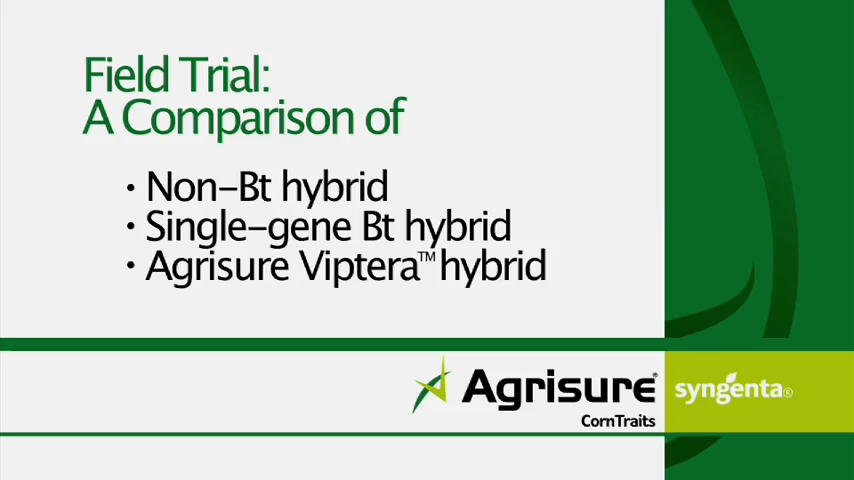 Field Trial:
A Comparison of
• Non-Bt hybrid
• Single-gene Bt hybrid
• Agrisure Viptera™ hybrid
Agrisure®
syngenta®
CornTraits